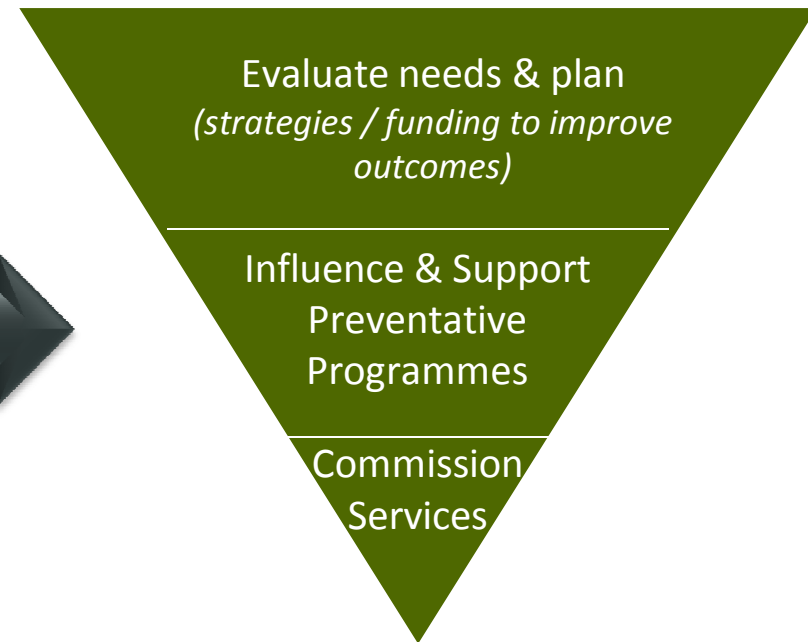 Evaluate needs & plan
(strategies / funding to improve
outcomes)
Influence & Support
Preventative
Programmes
Commission
Services